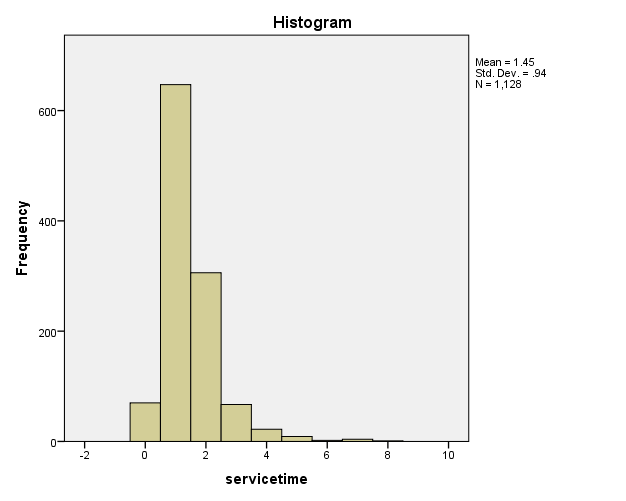 Histogram
Mean = 1.45
Std. Dev. = .94
N = 1,128
Frequency
600
400
200
0
-2 0 2 4 6 8 10
servicetime